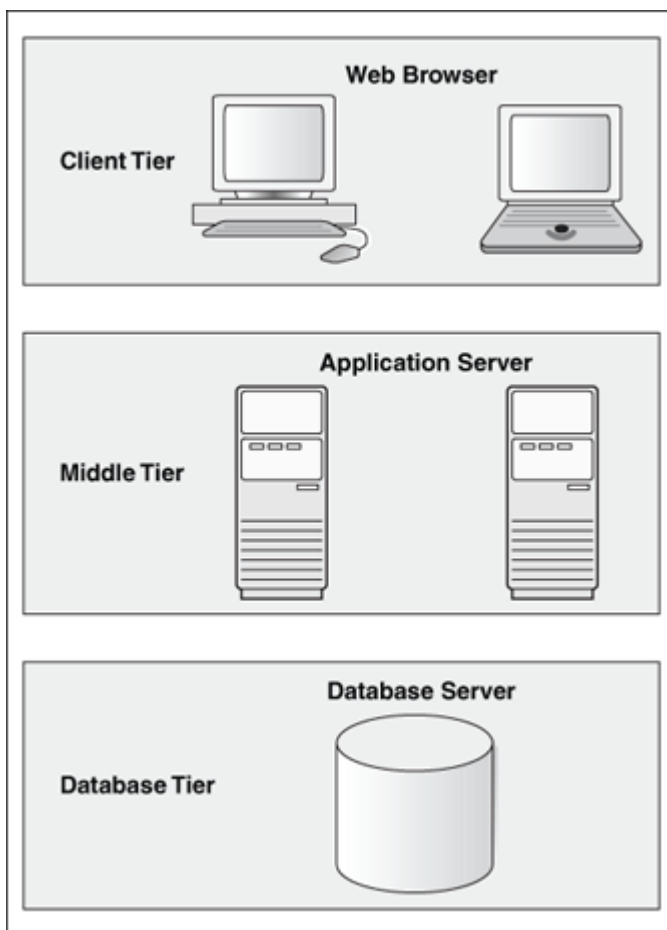 Web Browser
Client Tier
Application Server
Middle Tier
Database Server
Database Tier